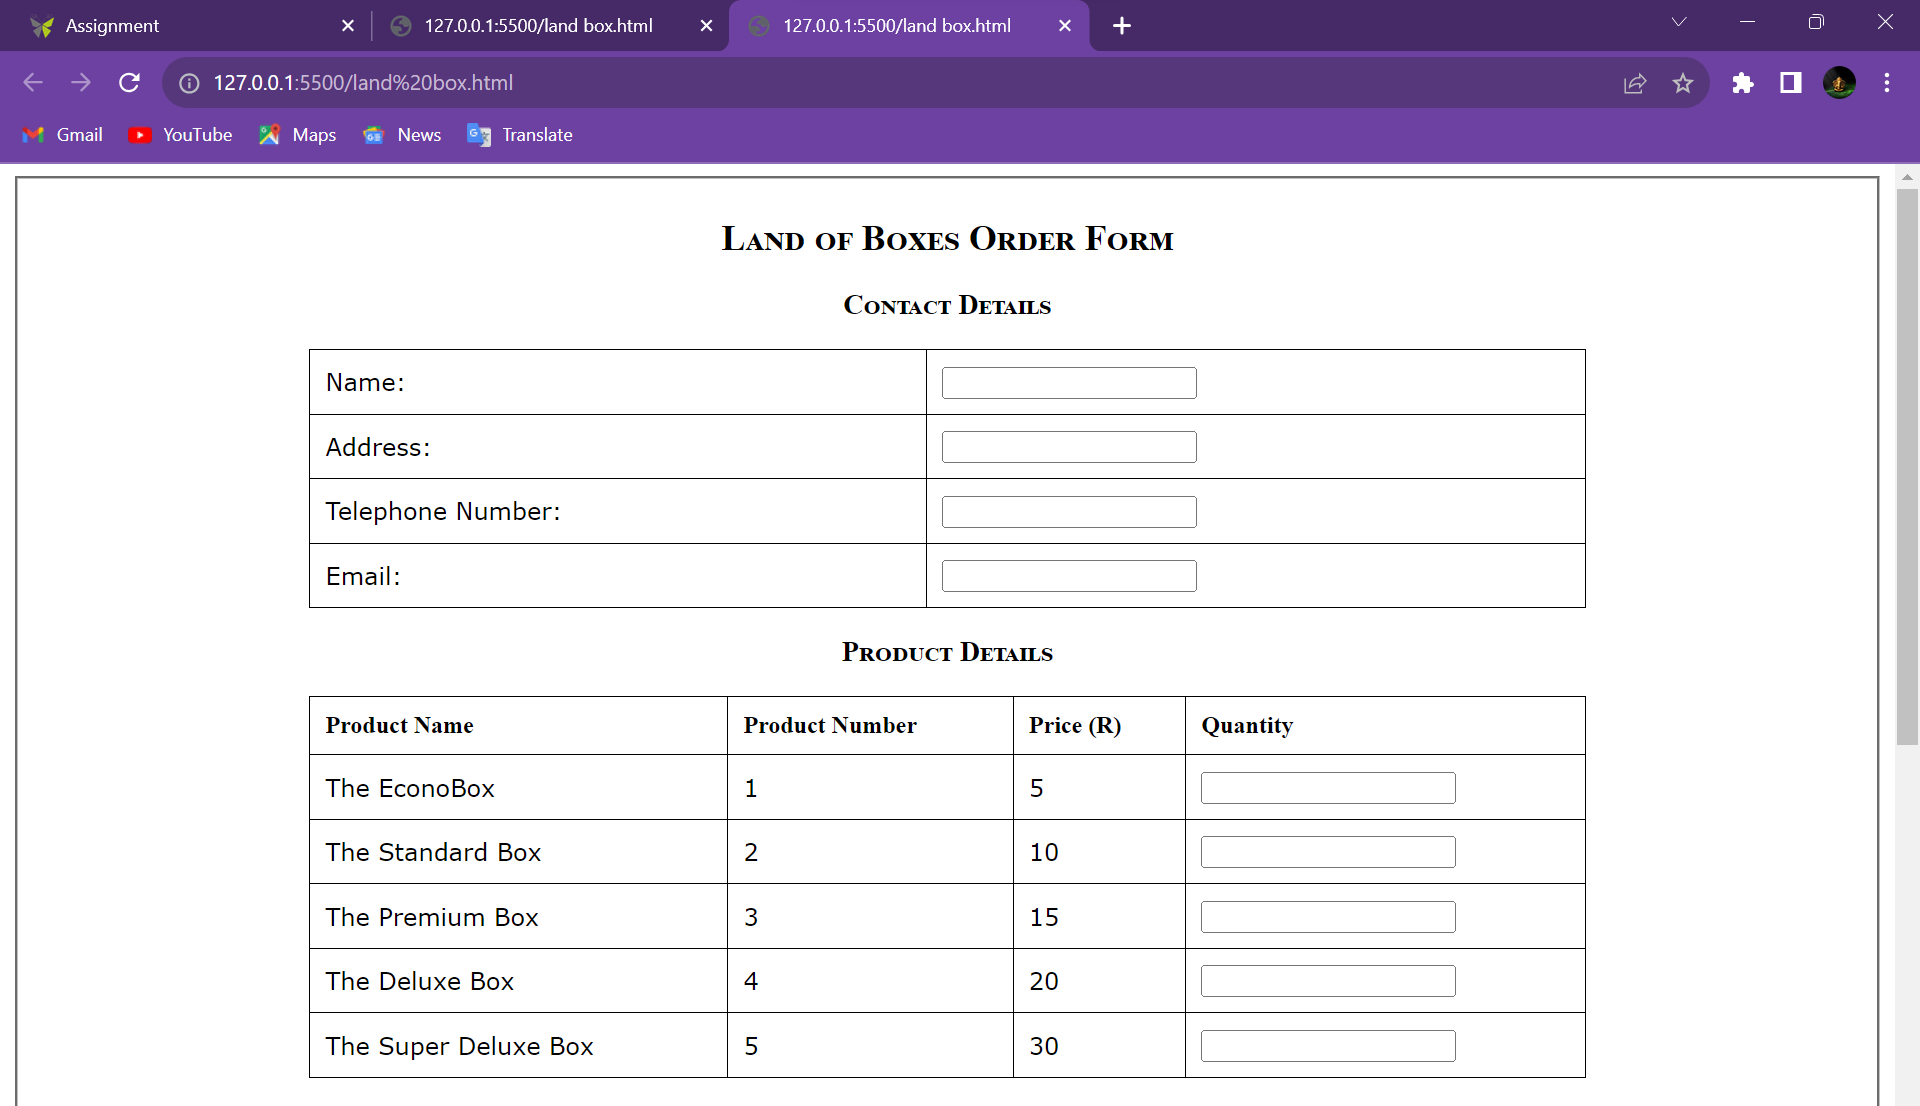 Assignment
127.0.0.1:5500/land box.html
127.0.0.1:5500/land box.html
127.0.0.1:5500/land%20box.html
Gmail YouTube Maps News Translate
Land of Boxes Order Form
Contact Details
Name:
Address:
Telephone Number:
Email:
Product Details
Product Name Product Number Price (R) Quantity
The EconoBox 1 5
The Standard Box 2 10
The Premium Box 3 15
The Deluxe Box 4 20
The Super Deluxe Box 5 30